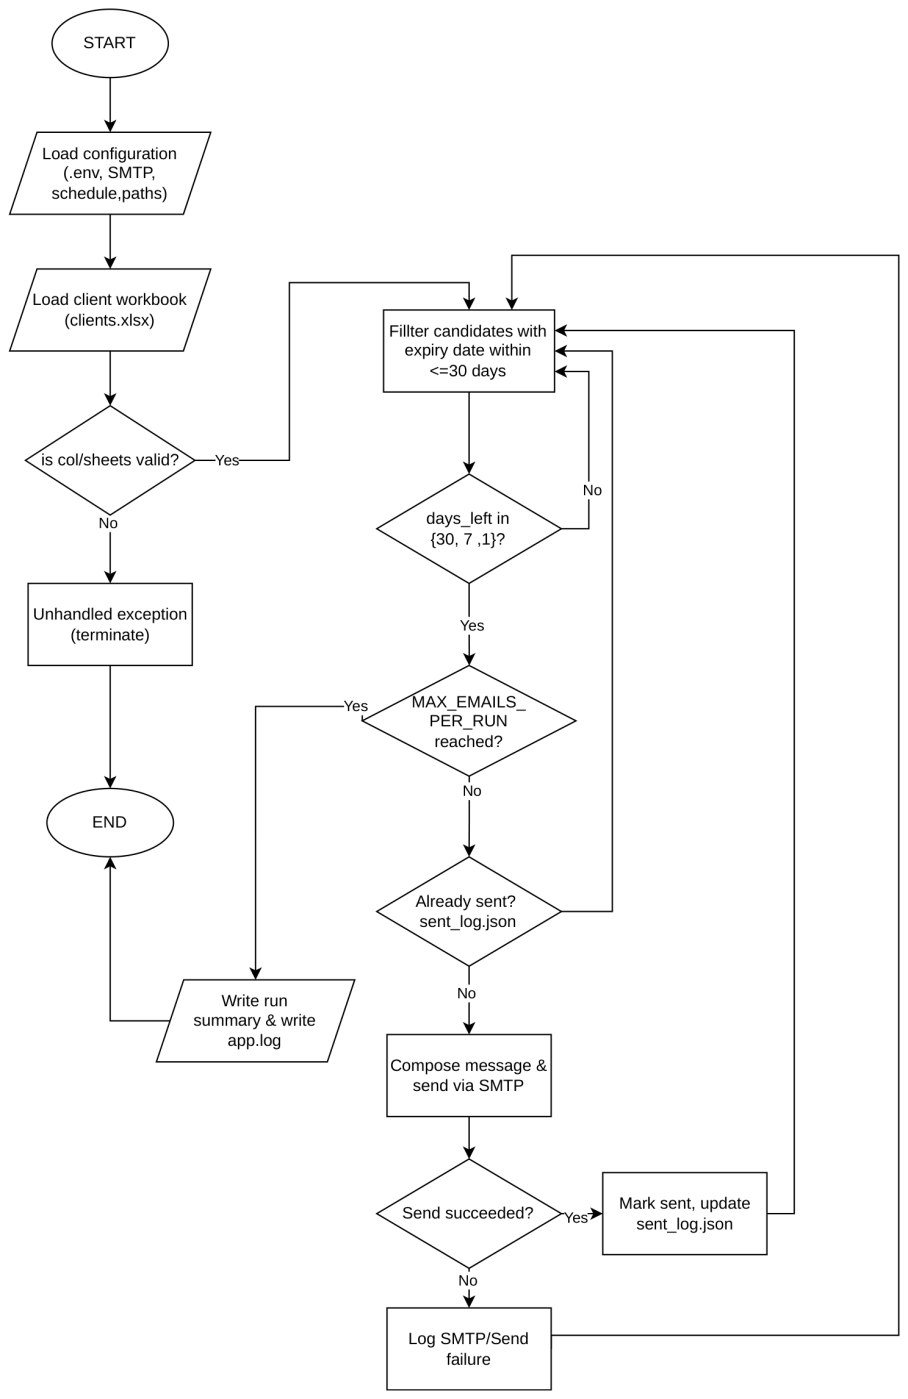 START
Load configuration
(.env, SMTP,
schedule,paths)
Load client workbook
(clients.xlsx)
is col/sheets valid?
Yes
No
Unhandled exception
(terminate)
END
Fillter candidates with
expiry date within
<=30 days
days_left in
{30, 7 ,1}?
No
Yes
MAX_EMAILS_
PER_RUN
reached?
Yes
No
Already sent?
sent_log.json
No
Write run
summary & write
app.log
Compose message &
send via SMTP
Send succeeded?
Yes
Mark sent, update
sent_log.json
No
Log SMTP/Send
failure